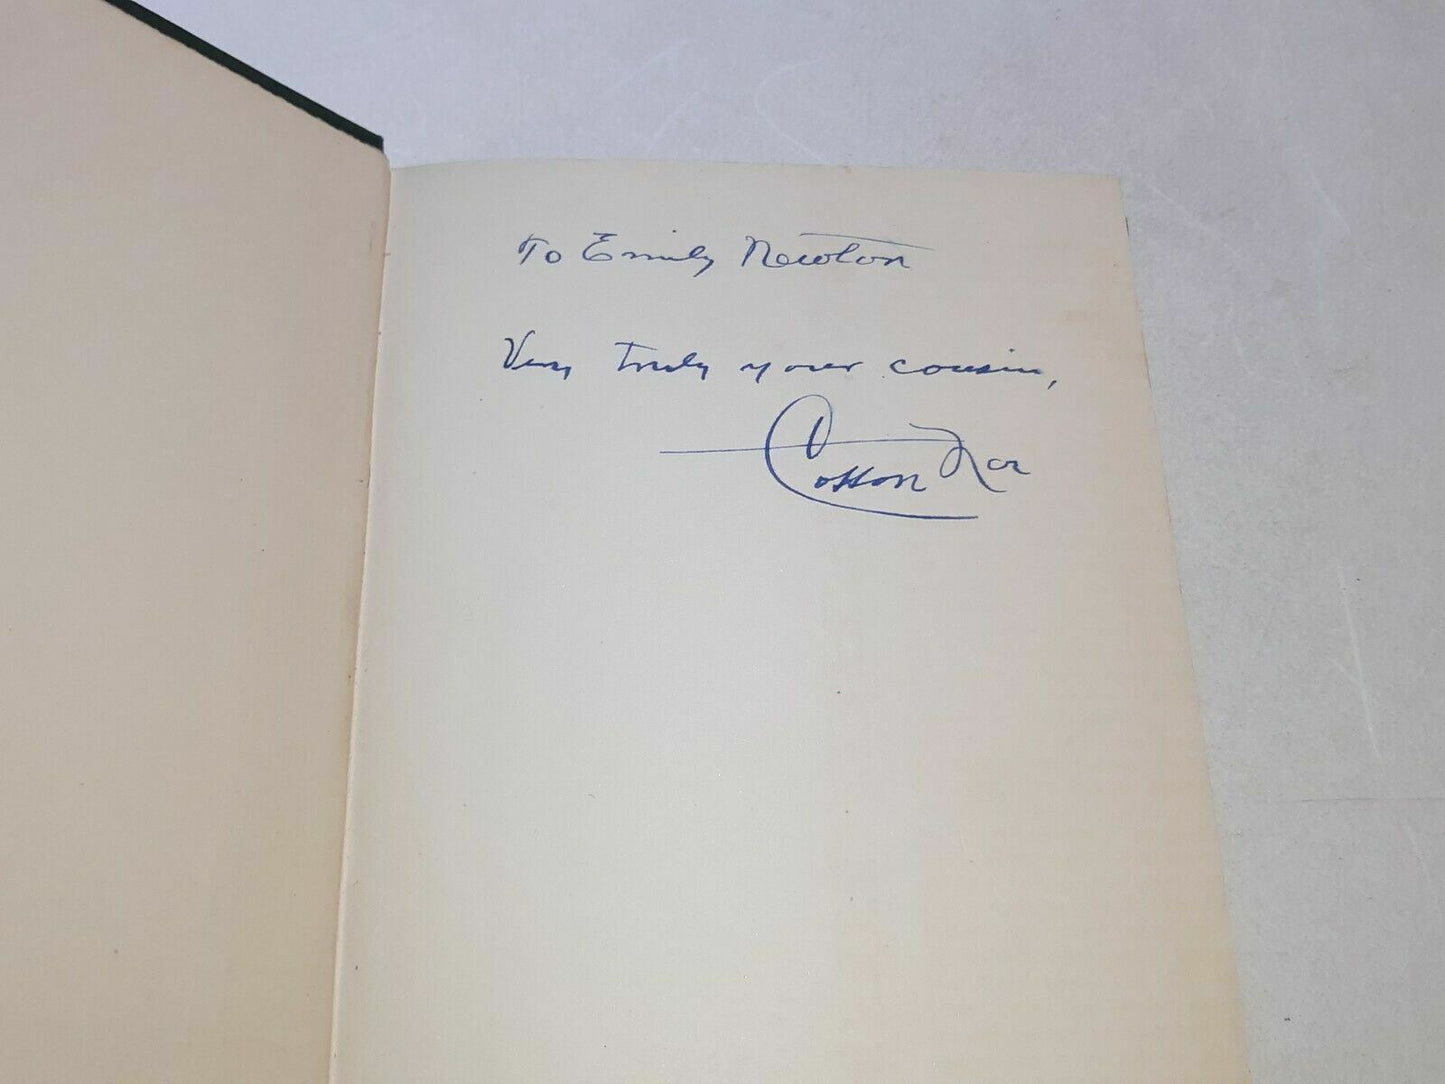 To Emily Newton
Very truly your cousin,
Cotton Noe